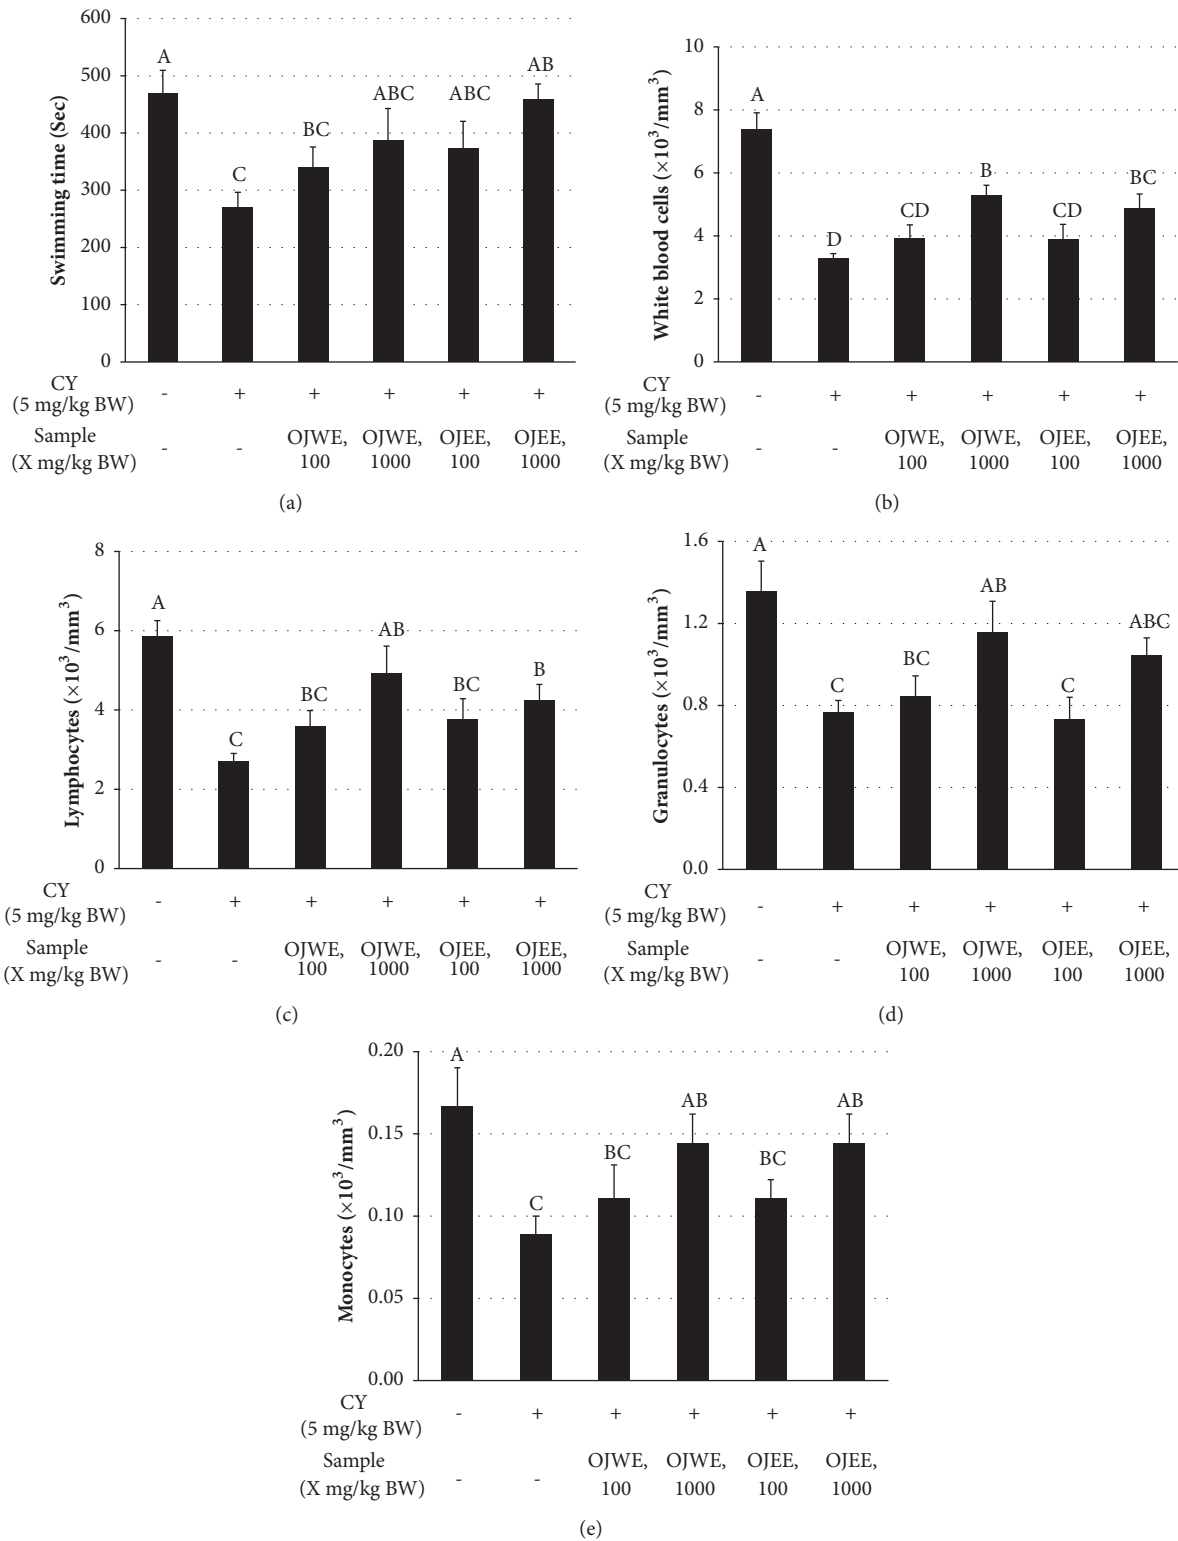 600
500
400
300
200
100
0
Swimming time (Sec)
A
C
BC
ABC
ABC
AB
CY
(5 mg/kg BW)
- + + + + +
Sample
(X mg/kg BW)
- - OJWE, OJWE, OJEE, OJEE,
100 1000 100 1000
(a)
10
8
6
4
2
0
White blood cells (×10³/mm³)
A
D
CD
B
CD
BC
CY
(5 mg/kg BW)
- + + + + +
Sample
(X mg/kg BW)
- - OJWE, OJWE, OJEE, OJEE,
100 1000 100 1000
(b)
8
6
4
2
0
Lymphocytes (×10³/mm³)
A
C
BC
AB
BC
B
CY
(5 mg/kg BW)
- + + + + +
Sample
(X mg/kg BW)
- - OJWE, OJWE, OJEE, OJEE,
100 1000 100 1000
(c)
1.6
1.2
0.8
0.4
0.0
Granulocytes (×10³/mm³)
A
C
BC
AB
C
ABC
CY
(5 mg/kg BW)
- + + + + +
Sample
(X mg/kg BW)
- - OJWE, OJWE, OJEE, OJEE,
100 1000 100 1000
(d)
0.20
0.15
0.10
0.05
0.00
Monocytes (×10³/mm³)
A
C
BC
AB
BC
AB
CY
(5 mg/kg BW)
- + + + + +
Sample
(X mg/kg BW)
- - OJWE, OJWE, OJEE, OJEE,
100 1000 100 1000
(e)